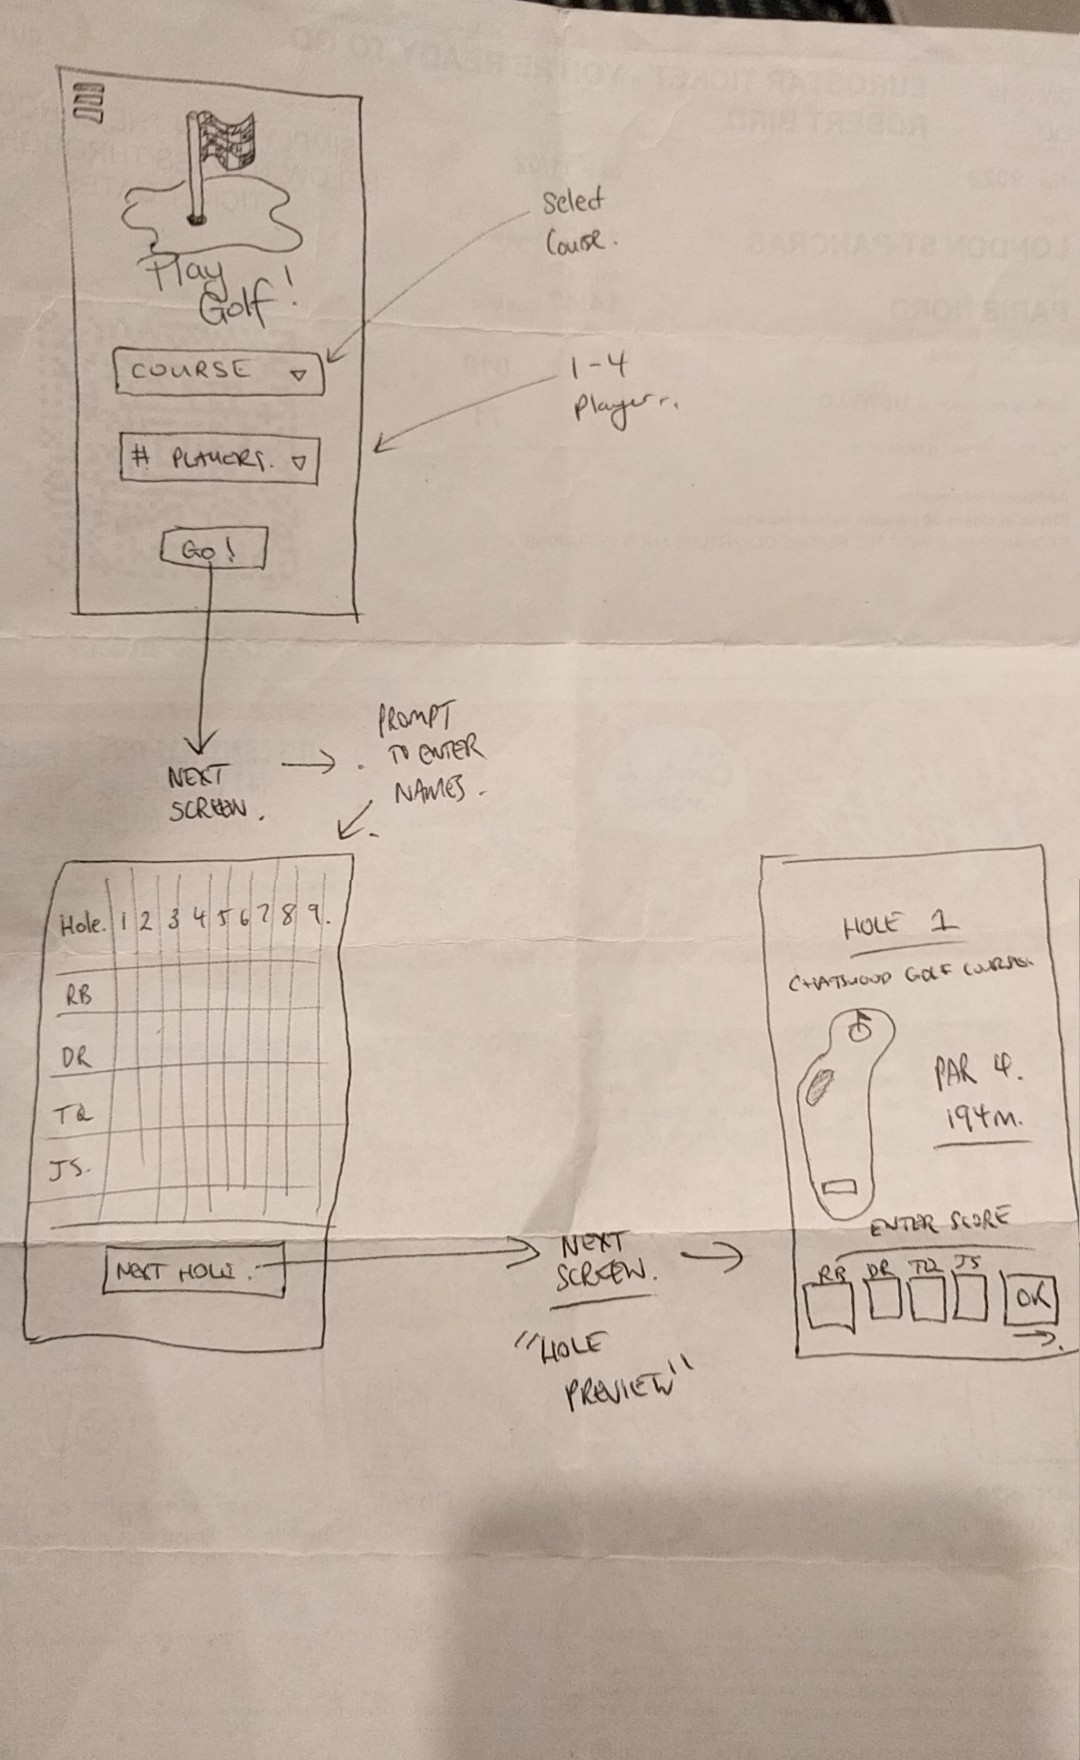 Play
Golf!
COURSE
# PLAYERS.
Go!
Select
Course.
1-4
Players.
NEXT
SCREEN.
PROMPT
TO ENTER
NAMES.
Hole. 1 2 3 4 5 6 7 8 9.
RB
DR
TQ
JS.
NEXT HOLE.
NEXT
SCREEN.
"HOLE
PREVIEW"
HOLE 1
CHATSWOOD GOLF COURSE.
PAR 4.
194m.
ENTER SCORE
RB DR TQ JS
OK
EUROSTAR TICKET - YOU'RE READY TO GO
ROBERT BIRD
LONDON ST-PANCRAS
PARIS NORD